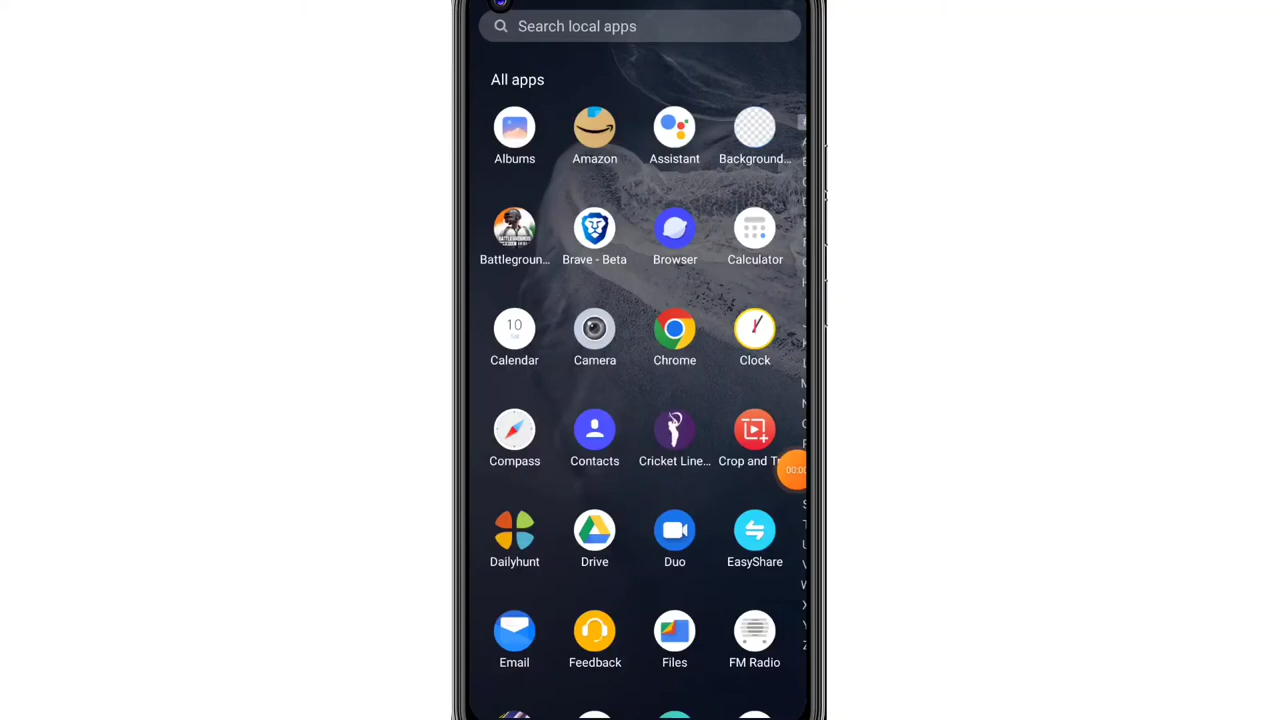 Search local apps
All apps
Albums
Amazon
Assistant
Background...
Battlegroun...
Brave - Beta
Browser
Calculator
10
Calendar
Camera
Chrome
Clock
Compass
Contacts
Cricket Line...
Crop and
Dailyhunt
Drive
Duo
EasyShare
Email
Feedback
Files
FM Radio